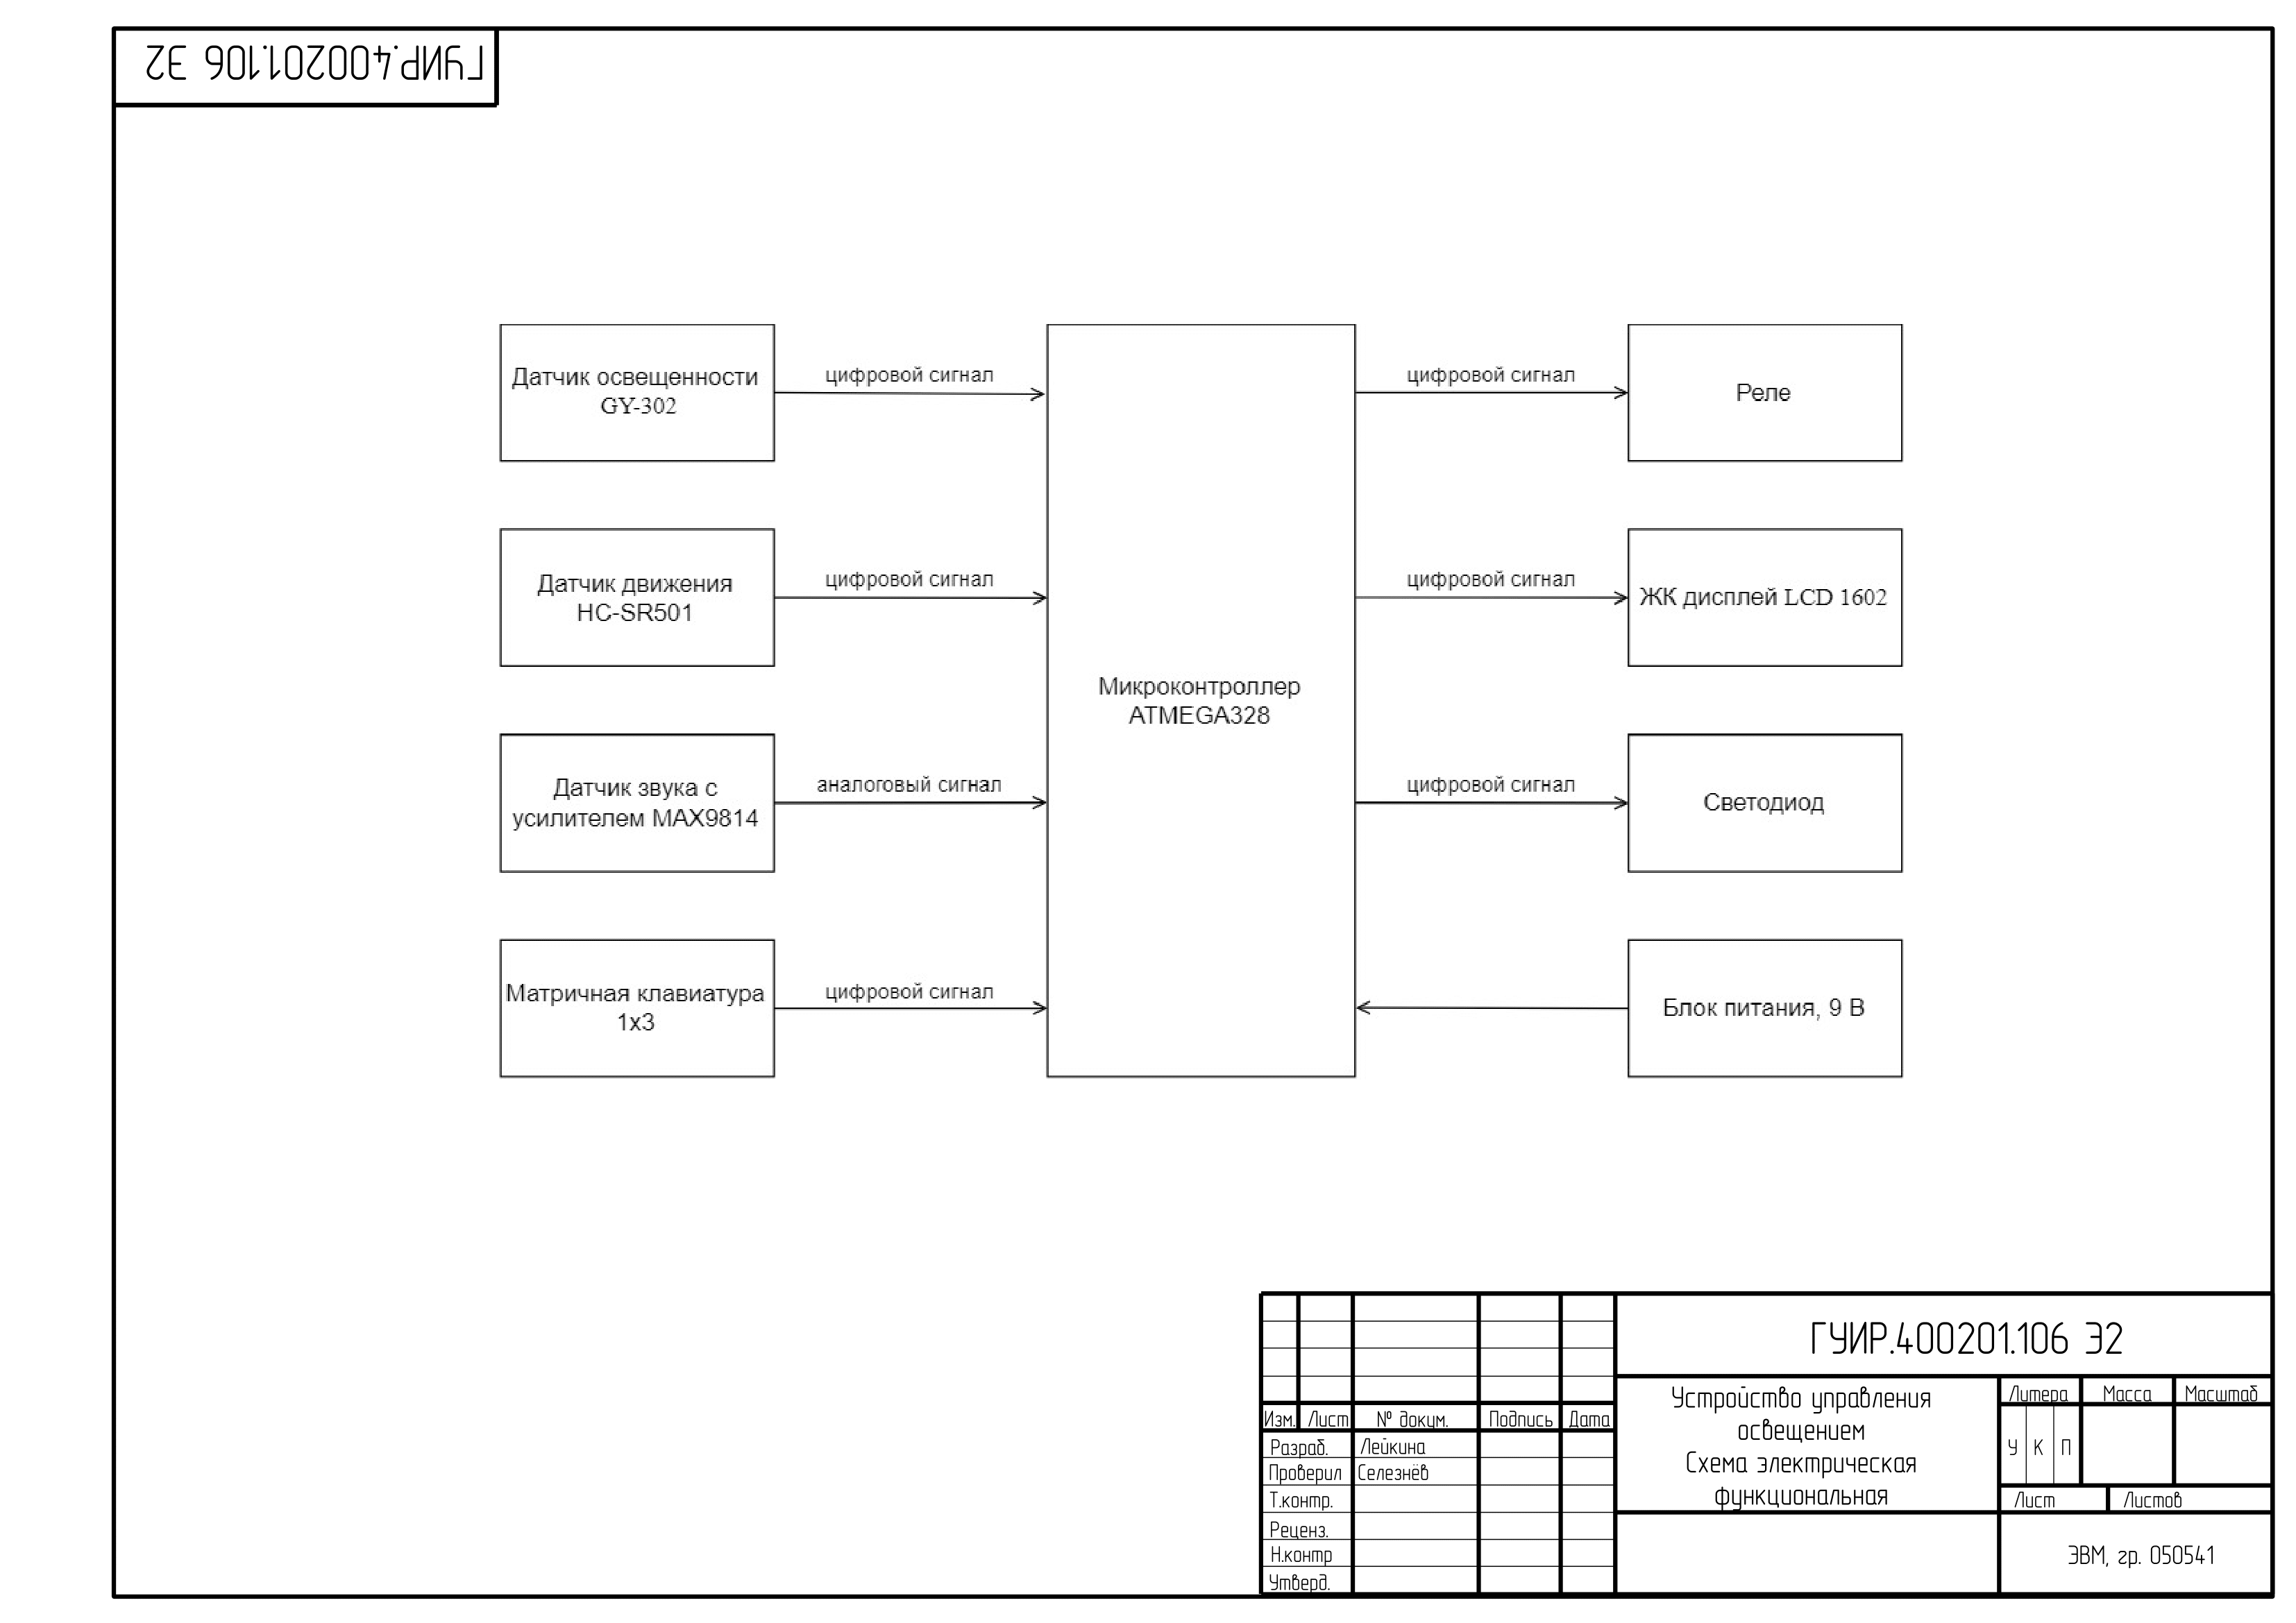 ГУИР.400201.106 Э2
Датчик освещенности
GY-302
цифровой сигнал
цифровой сигнал
Реле
Датчик движения
HC-SR501
цифровой сигнал
цифровой сигнал
ЖК дисплей LCD 1602
Микроконтроллер
ATMEGA328
Датчик звука с
усилителем MAX9814
аналоговый сигнал
цифровой сигнал
Светодиод
Матричная клавиатура
1x3
цифровой сигнал
Блок питания, 9 В
ГУИР.400201.106 Э2
Устройство управления
освещением
Схема электрическая
функциональная
Литера Масса Масштаб
У К П
Лист Листов
ЭВМ, гр. 050541
Изм. Лист № докум. Подпись Дата
Разраб. Лейкина
Проверил Селезнёв
Т.контр.
Реценз.
Н.контр
Утверд.